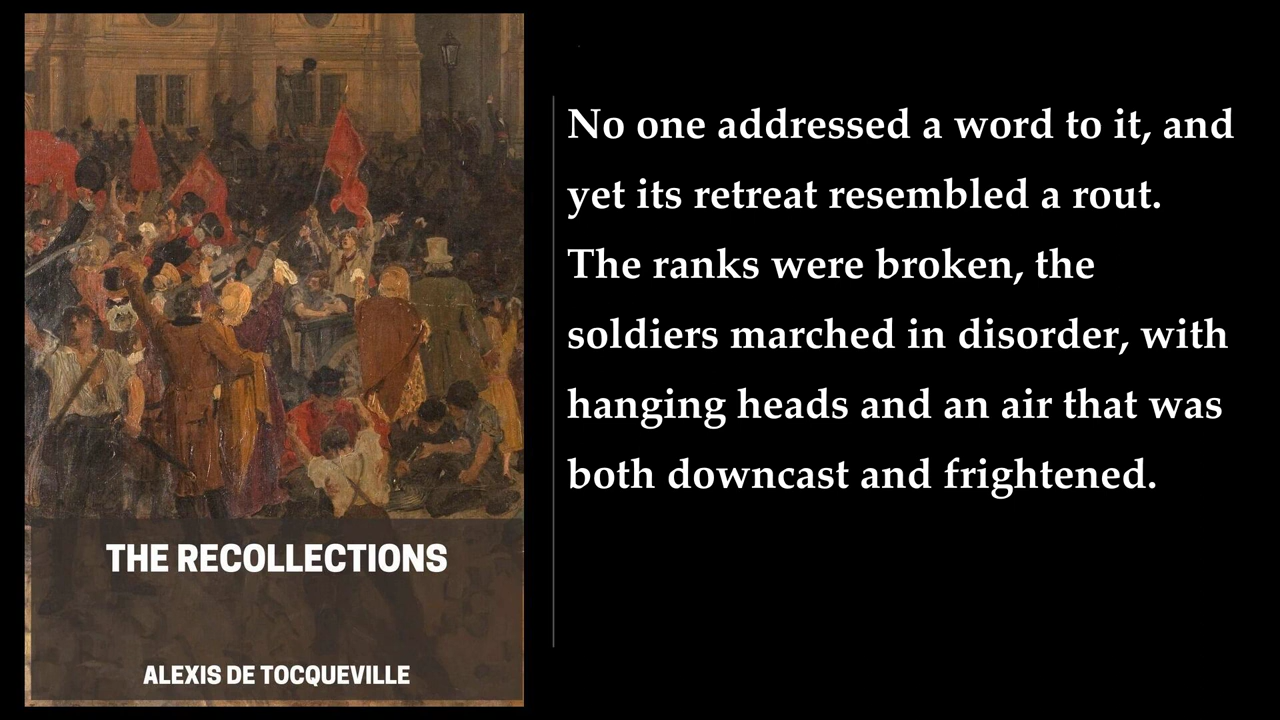 THE RECOLLECTIONS
ALEXIS DE TOCQUEVILLE
No one addressed a word to it, and
yet its retreat resembled a rout.
The ranks were broken, the
soldiers marched in disorder, with
hanging heads and an air that was
both downcast and frightened.